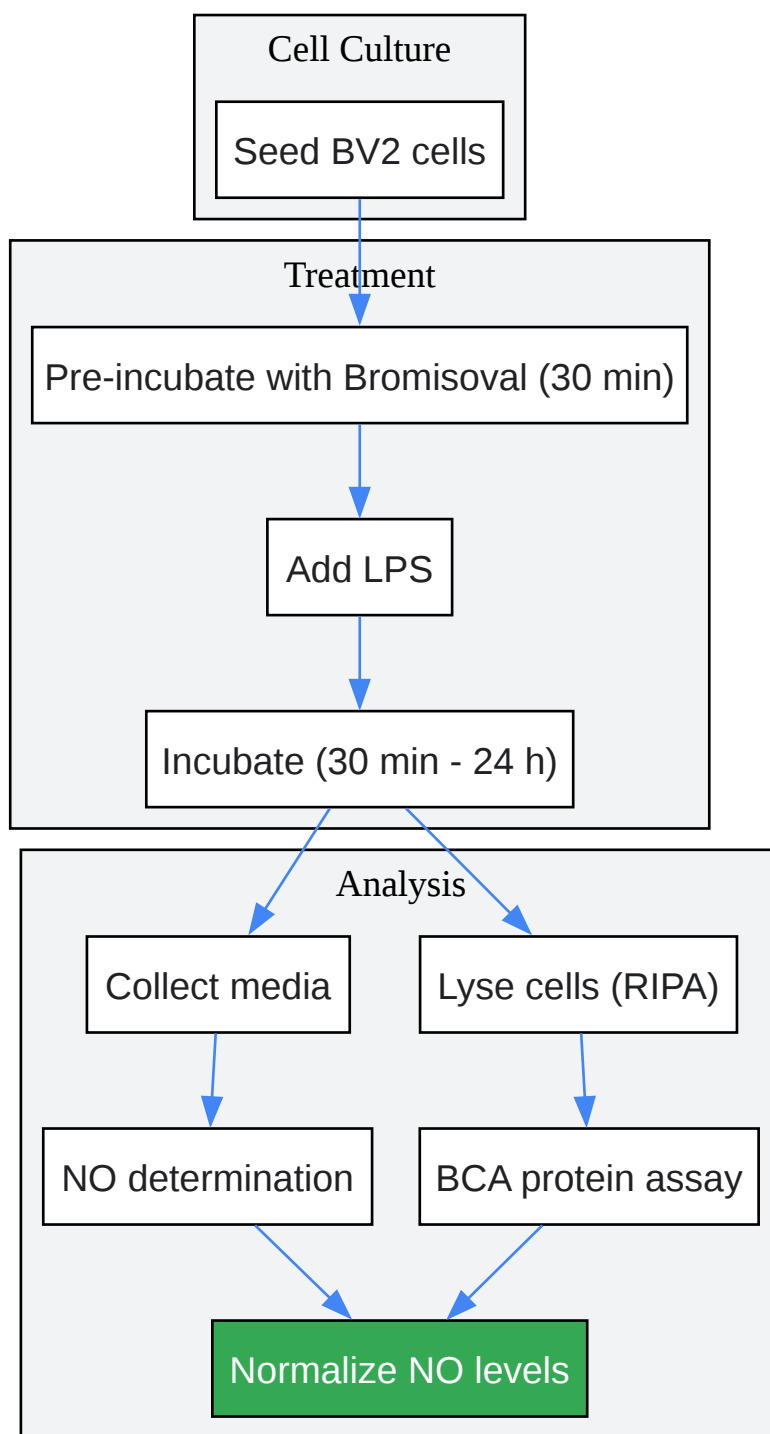 Cell Culture
Seed BV2 cells
Treatment
Pre-incubate with Bromisoval (30 min)
Add LPS
Incubate (30 min - 24 h)
Analysis
Collect media
Lyse cells (RIPA)
NO determination
BCA protein assay
Normalize NO levels